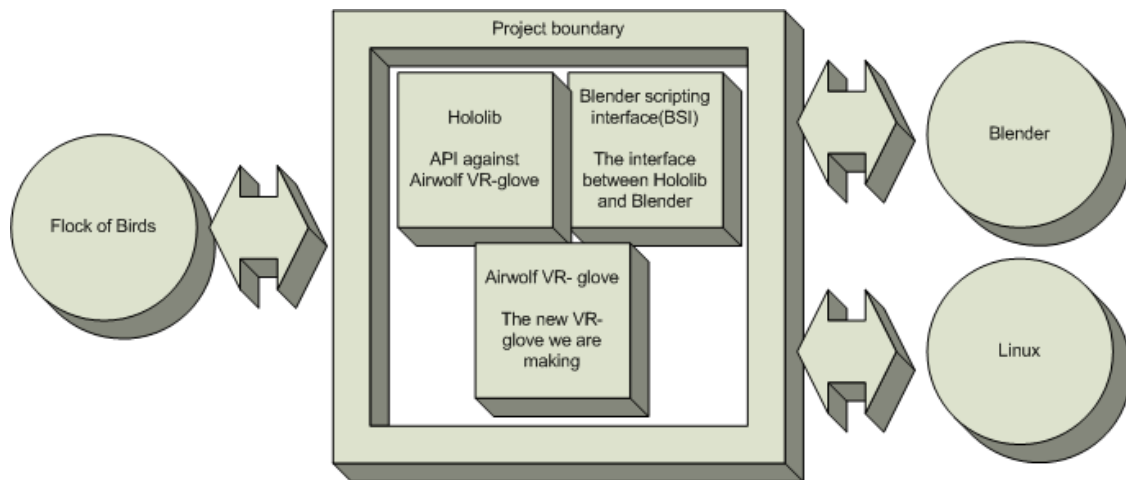 Project boundary
Hololib
API against
Airwolf VR-glove
Blender scripting
interface(BSI)
The interface
between Hololib
and Blender
Airwolf VR- glove
The new VR-
glove we are
making
Flock of Birds
Blender
Linux